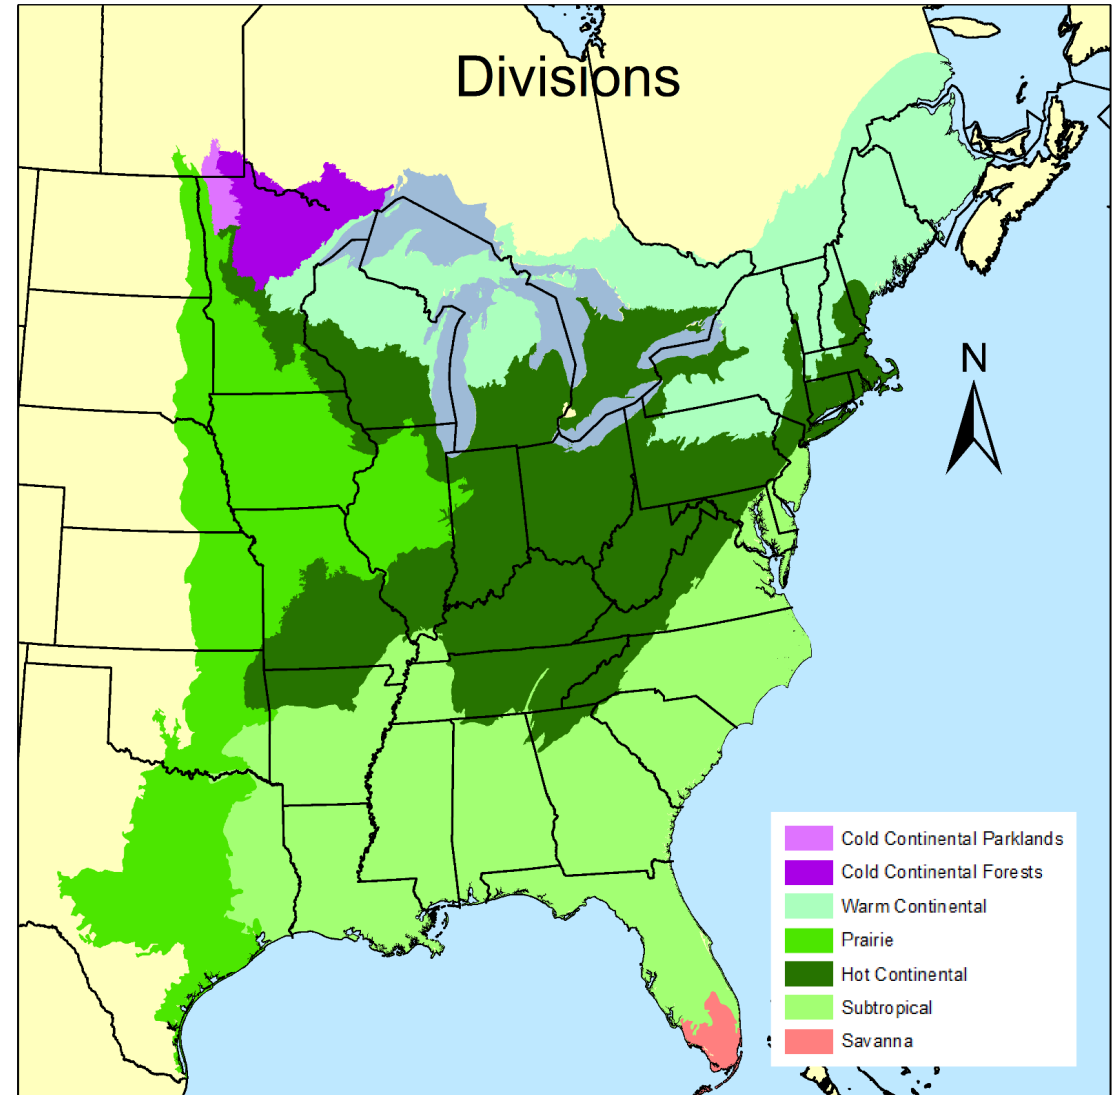 Divisions
N
Cold Continental Parklands
Cold Continental Forests
Warm Continental
Prairie
Hot Continental
Subtropical
Savanna